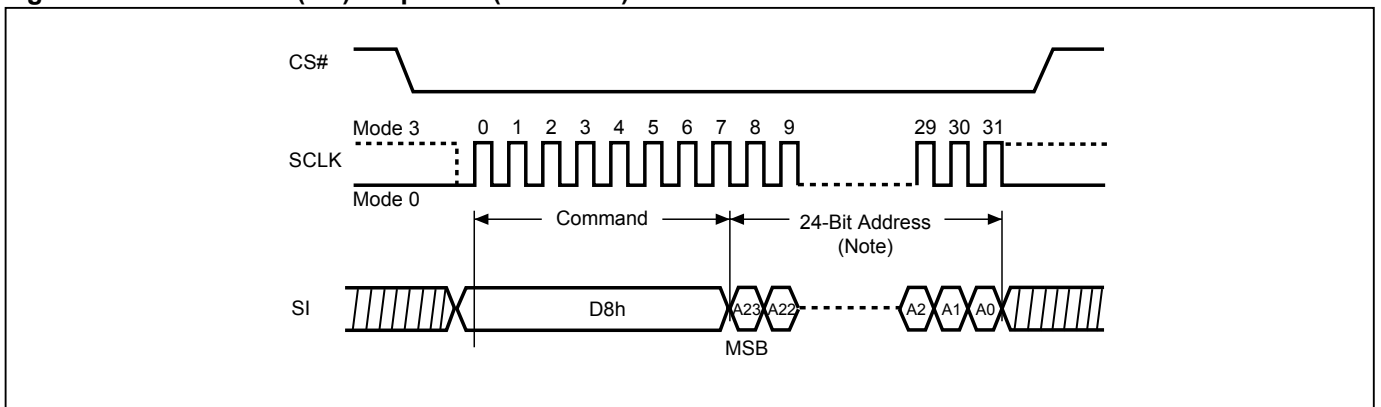 CS#
Mode 3
0 1 2 3 4 5 6 7 8 9 29 30 31
SCLK
Mode 0
Command
24-Bit Address
(Note)
SI
D8h
A23 A22 A2 A1 A0
MSB